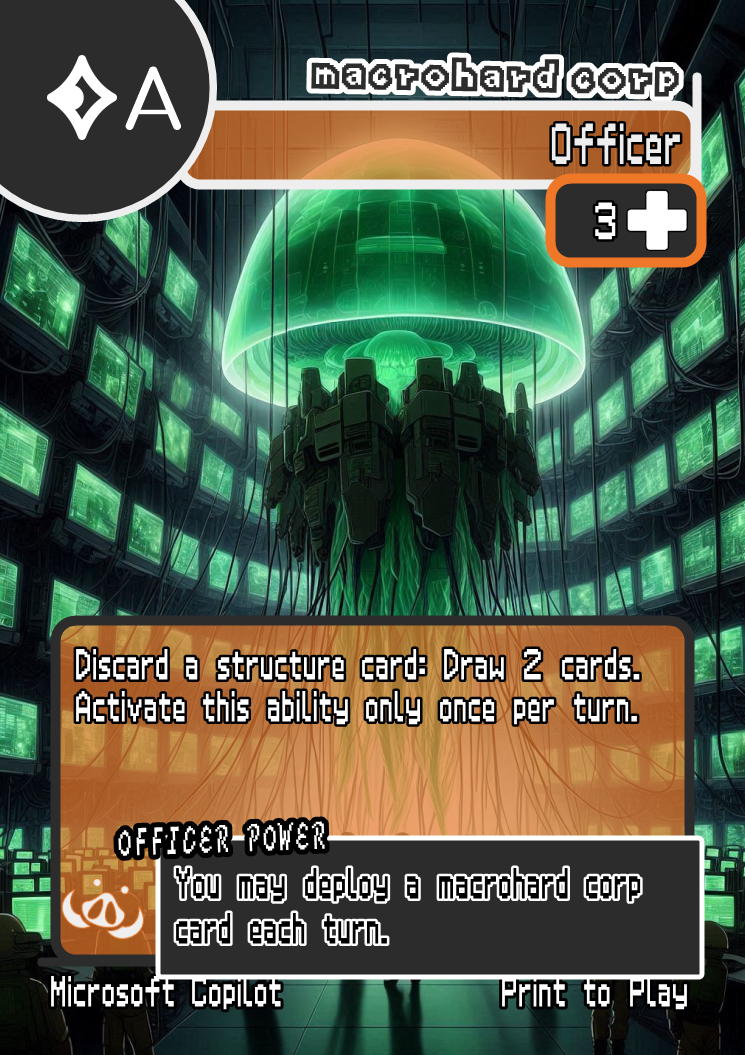 A
macrohard corp
Officer
3
Discard a structure card: Draw 2 cards.
Activate this ability only once per turn.
OFFICER POWER
You may deploy a macrohard corp
card each turn.
Microsoft Copilot
Print to Play